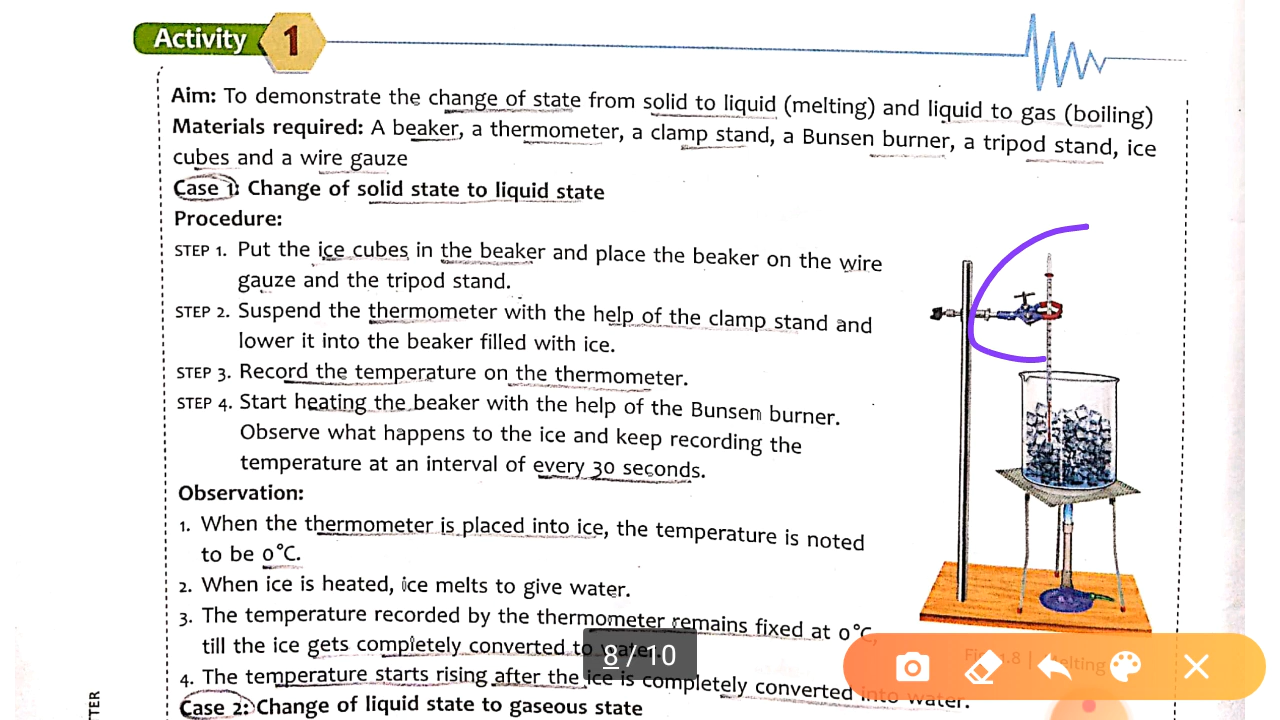 Activity 1
Aim: To demonstrate the change of state from solid to liquid (melting) and liquid to gas (boiling)
Materials required: A beaker, a thermometer, a clamp stand, a Bunsen burner, a tripod stand, ice
cubes and a wire gauze
Case 1: Change of solid state to liquid state
Procedure:
STEP 1. Put the ice cubes in the beaker and place the beaker on the wire
gauze and the tripod stand.
STEP 2. Suspend the thermometer with the help of the clamp stand and
lower it into the beaker filled with ice.
STEP 3. Record the temperature on the thermometer.
STEP 4. Start heating the beaker with the help of the Bunsen burner.
Observe what happens to the ice and keep recording the
temperature at an interval of every 30 seconds.
Observation:
1. When the thermometer is placed into ice, the temperature is noted
to be 0°C.
2. When ice is heated, ice melts to give water.
3. The temperature recorded by the thermometer remains fixed at 0°C,
till the ice gets completely converted to water.
8 / 10
4. The temperature starts rising after the ice is completely converted into water.
Case 2: Change of liquid state to gaseous state
TTER